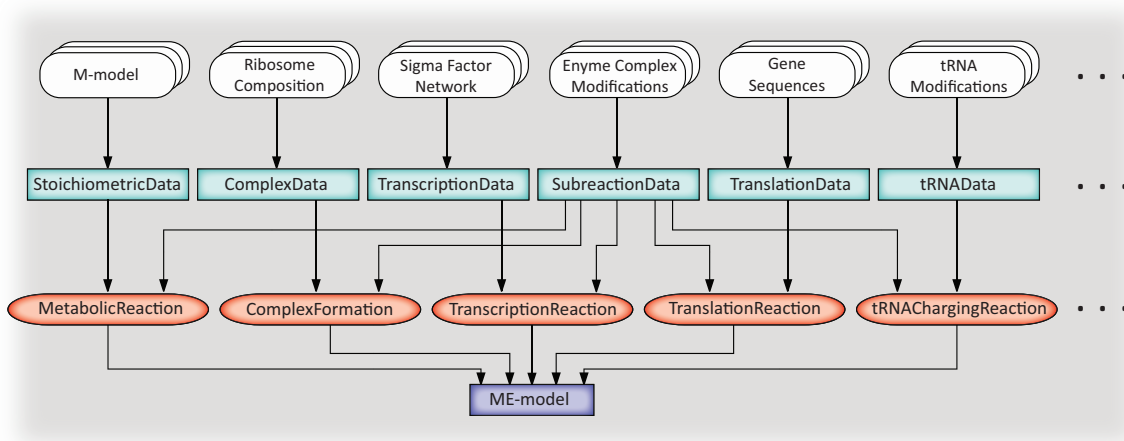 M-model
Ribosome
Composition
Sigma Factor
Network
Enyme Complex
Modifications
Gene
Sequences
tRNA
Modifications
. . .
StoichiometricData
ComplexData
TranscriptionData
SubreactionData
TranslationData
tRNAData
. . .
MetabolicReaction
ComplexFormation
TranscriptionReaction
TranslationReaction
tRNAChargingReaction
. . .
ME-model